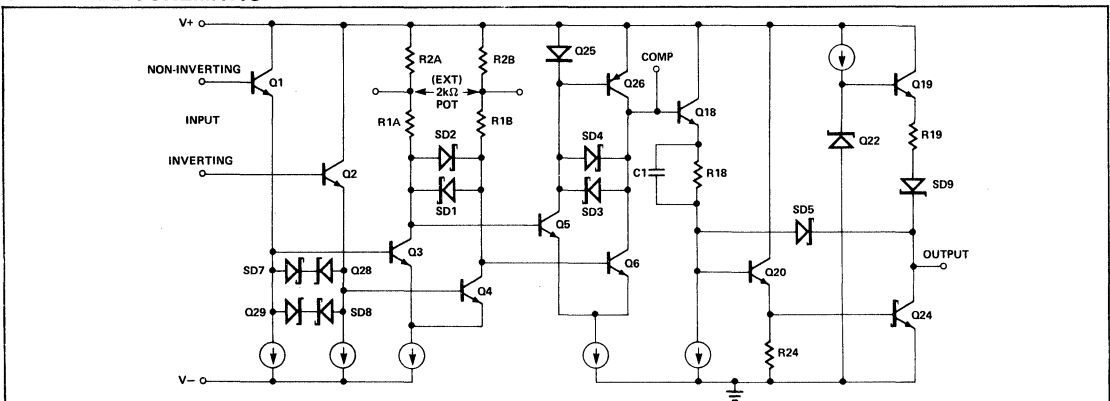 V+
Q25
COMP
NON-INVERTING
Q1
R2A
R2B
(EXT)
2kΩ
POT
Q26
Q18
Q19
INPUT
R1A
R1B
SD2
SD4
Q22
R19
INVERTING
Q2
C1
R18
SD9
SD1
SD3
SD5
Q3
Q5
OUTPUT
SD7
Q28
Q4
Q6
Q20
Q29
SD8
Q24
R24
V−